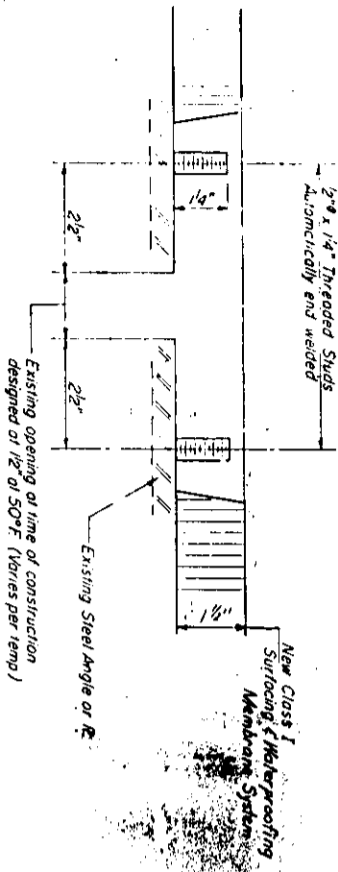 ½"ø x 1¼" Threaded Studs
Automatically end welded
1¼"
2½"
2½"
Existing opening at time of construction
designed at 1½" at 50°F. (Varies per temp.)
Existing Steel Angle or PL
1½"
New Class I
Surfacing & Waterproofing
Membrane System